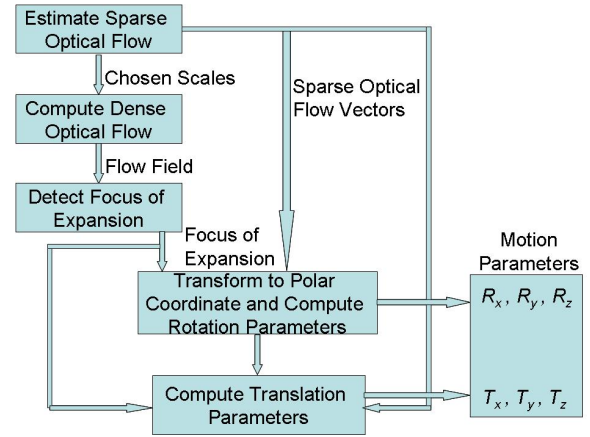 Estimate Sparse
Optical Flow
Chosen Scales
Sparse Optical
Flow Vectors
Compute Dense
Optical Flow
Flow Field
Detect Focus of
Expansion
Focus of
Expansion
Motion
Parameters
Transform to Polar
Coordinate and Compute
Rotation Parameters
Rx, Ry, Rz
Compute Translation
Parameters
Tx, Ty, Tz